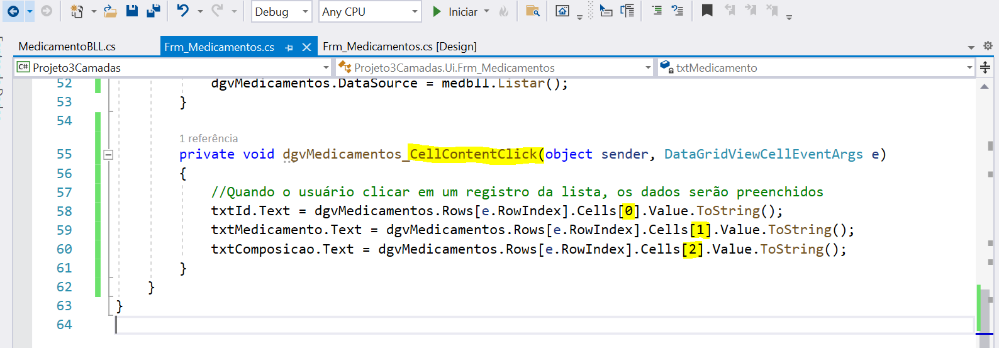 Debug Any CPU Iniciar
MedicamentoBLL.cs Frm_Medicamentos.cs Frm_Medicamentos.cs [Design]
C# Projeto3Camadas Projeto3Camadas.Ui.Frm_Medicamentos txtMedicamento
52 dgvMedicamentos.DataSource = medbll.Listar();
53 }
54
1 referência
55 private void dgvMedicamentos_CellContentClick(object sender, DataGridViewCellEventArgs e)
56 {
57 //Quando o usuário clicar em um registro da lista, os dados serão preenchidos
58 txtId.Text = dgvMedicamentos.Rows[e.RowIndex].Cells[0].Value.ToString();
59 txtMedicamento.Text = dgvMedicamentos.Rows[e.RowIndex].Cells[1].Value.ToString();
60 txtComposicao.Text = dgvMedicamentos.Rows[e.RowIndex].Cells[2].Value.ToString();
61 }
62 }
63 }
64